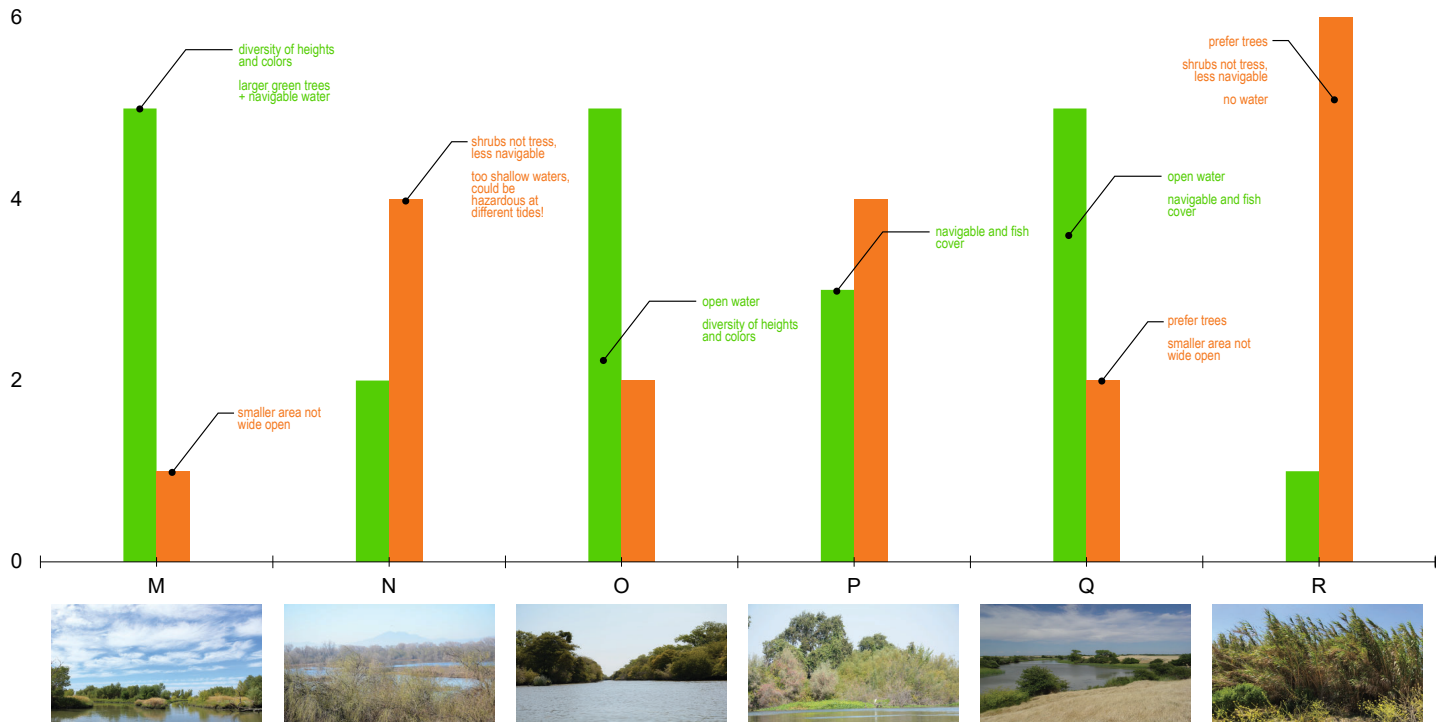 6
4
2
0
diversity of heights
and colors
larger green trees
+ navigable water
smaller area not
wide open
shrubs not tress,
less navigable
too shallow waters,
could be
hazardous at
different tides!
open water
diversity of heights
and colors
navigable and fish
cover
open water
navigable and fish
cover
prefer trees
smaller area not
wide open
prefer trees
shrubs not tress,
less navigable
no water
M
N
O
P
Q
R